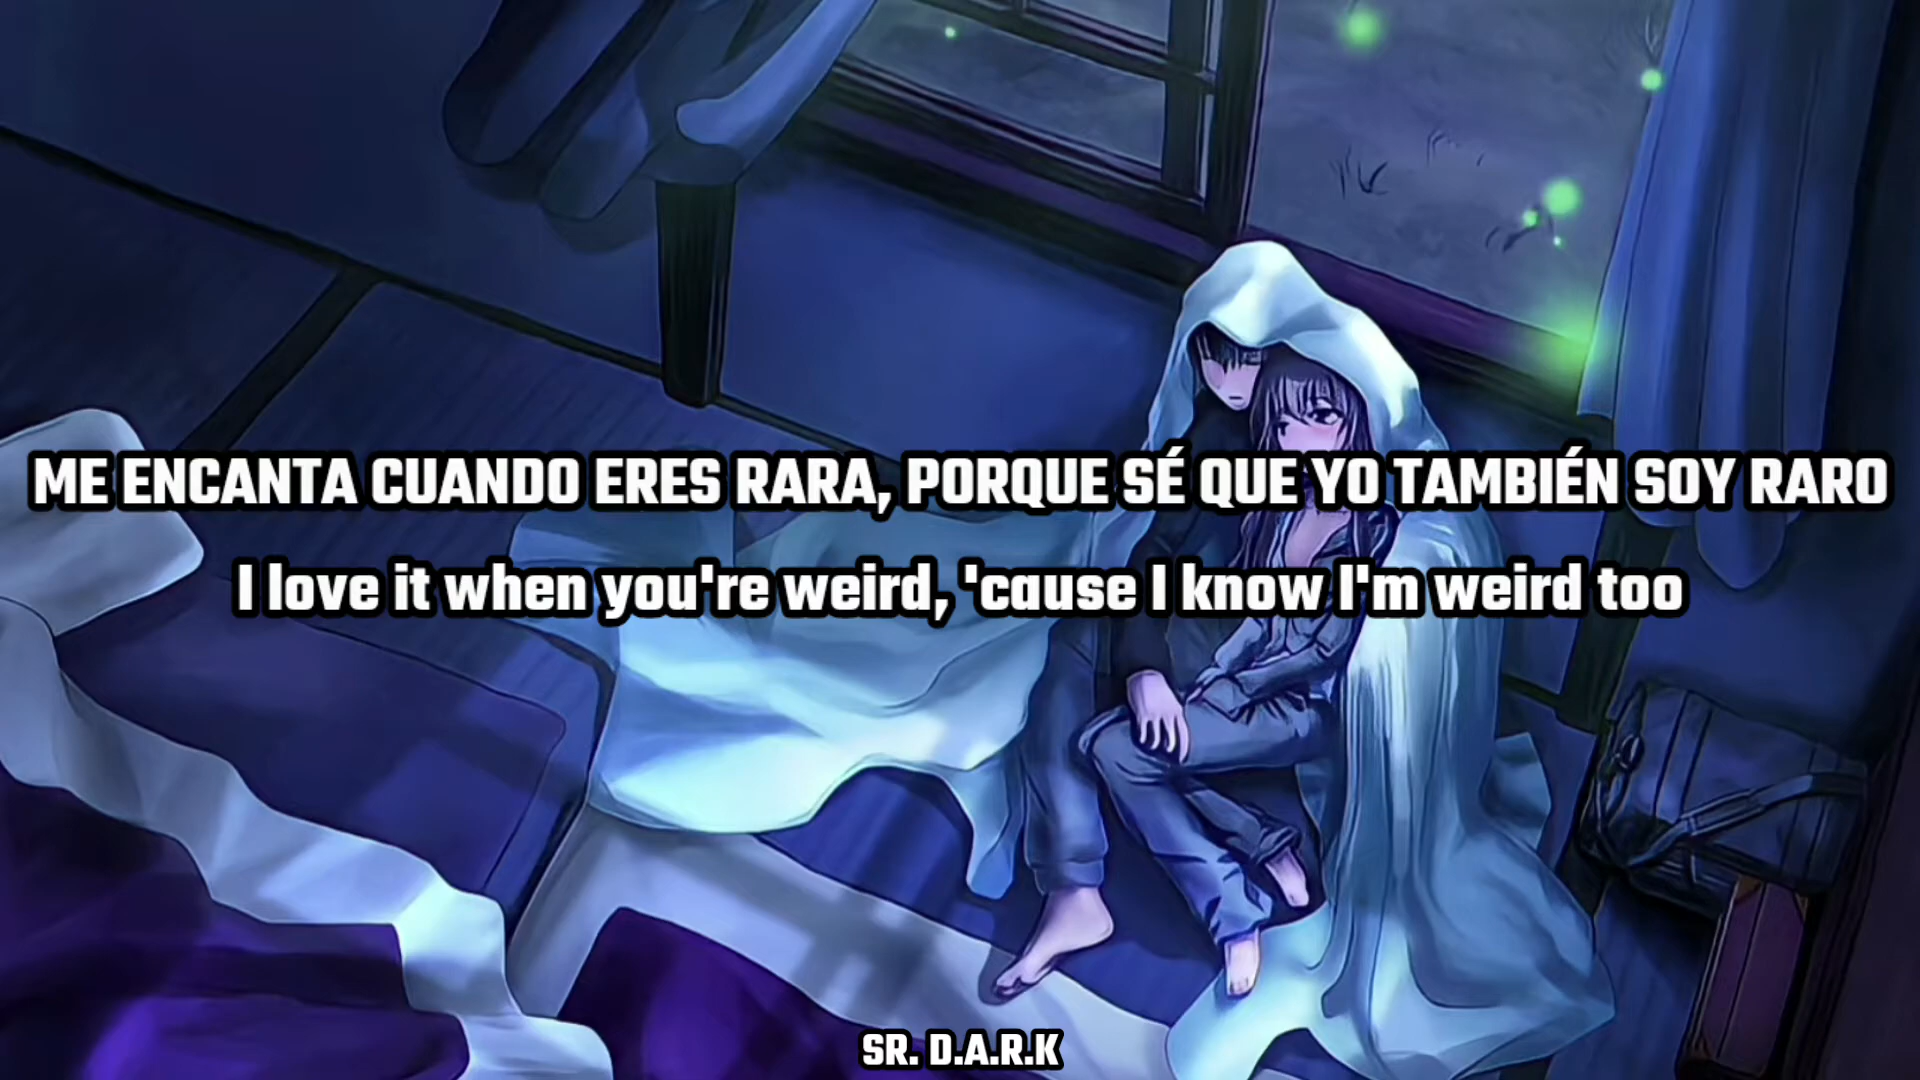 ME ENCANTA CUANDO ERES RARA, PORQUE SÉ QUE YO TAMBIÉN SOY RARO
I love it when you're weird, 'cause I know I'm weird too
SR. D.A.R.K